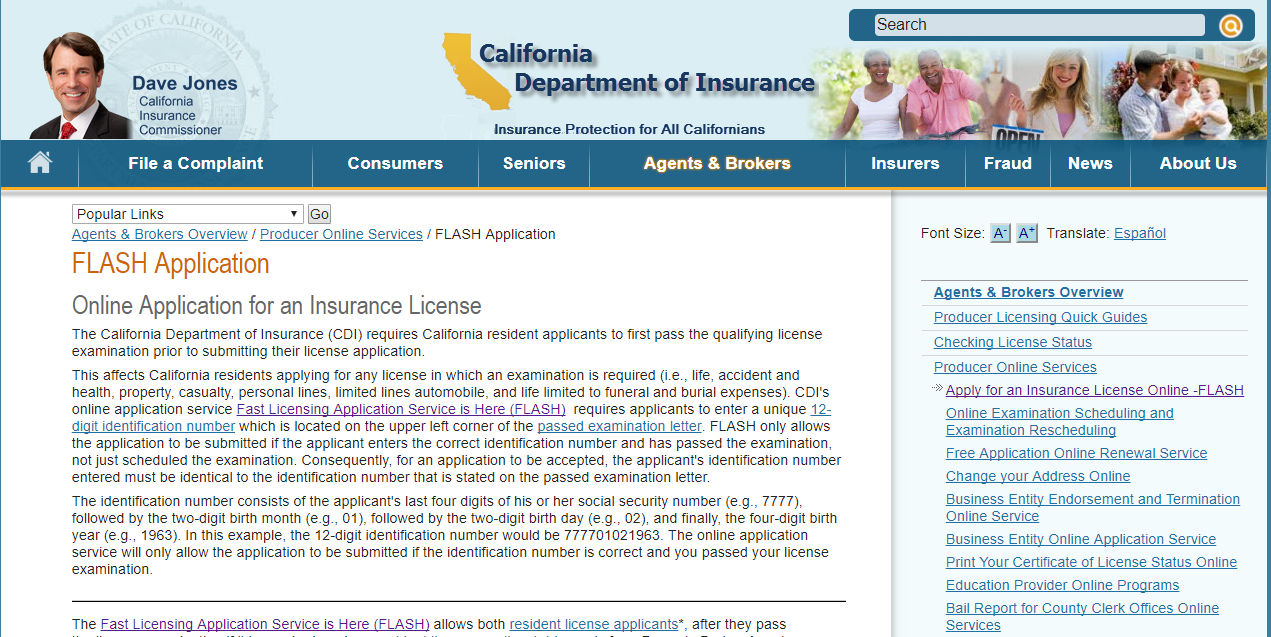 Search
STATE OF CALIFORNIA
Dave Jones
California
Insurance
Commissioner
California
Department of Insurance
Insurance Protection for All Californians
OPEN
File a Complaint
Consumers
Seniors
Agents & Brokers
Insurers
Fraud
News
About Us
Popular Links
Go
Agents & Brokers Overview / Producer Online Services / FLASH Application
FLASH Application
Online Application for an Insurance License
The California Department of Insurance (CDI) requires California resident applicants to first pass the qualifying license
examination prior to submitting their license application.
This affects California residents applying for any license in which an examination is required (i.e., life, accident and
health, property, casualty, personal lines, limited lines automobile, and life limited to funeral and burial expenses). CDI's
online application service Fast Licensing Application Service is Here (FLASH) requires applicants to enter a unique 12-
digit identification number which is located on the upper left corner of the passed examination letter. FLASH only allows
the application to be submitted if the applicant enters the correct identification number and has passed the examination,
not just scheduled the examination. Consequently, for an application to be accepted, the applicant's identification number
entered must be identical to the identification number that is stated on the passed examination letter.
The identification number consists of the applicant's last four digits of his or her social security number (e.g., 7777),
followed by the two-digit birth month (e.g., 01), followed by the two-digit birth day (e.g., 02), and finally, the four-digit birth
year (e.g., 1963). In this example, the 12-digit identification number would be 777701021963. The online application
service will only allow the application to be submitted if the identification number is correct and you passed your license
examination.
The Fast Licensing Application Service is Here (FLASH) allows both resident license applicants*, after they pass
Font Size: A- A+ Translate: Español
Agents & Brokers Overview
Producer Licensing Quick Guides
Checking License Status
Producer Online Services
Apply for an Insurance License Online -FLASH
Online Examination Scheduling and
Examination Rescheduling
Free Application Online Renewal Service
Change your Address Online
Business Entity Endorsement and Termination
Online Service
Business Entity Online Application Service
Print Your Certificate of License Status Online
Education Provider Online Programs
Bail Report for County Clerk Offices Online
Services